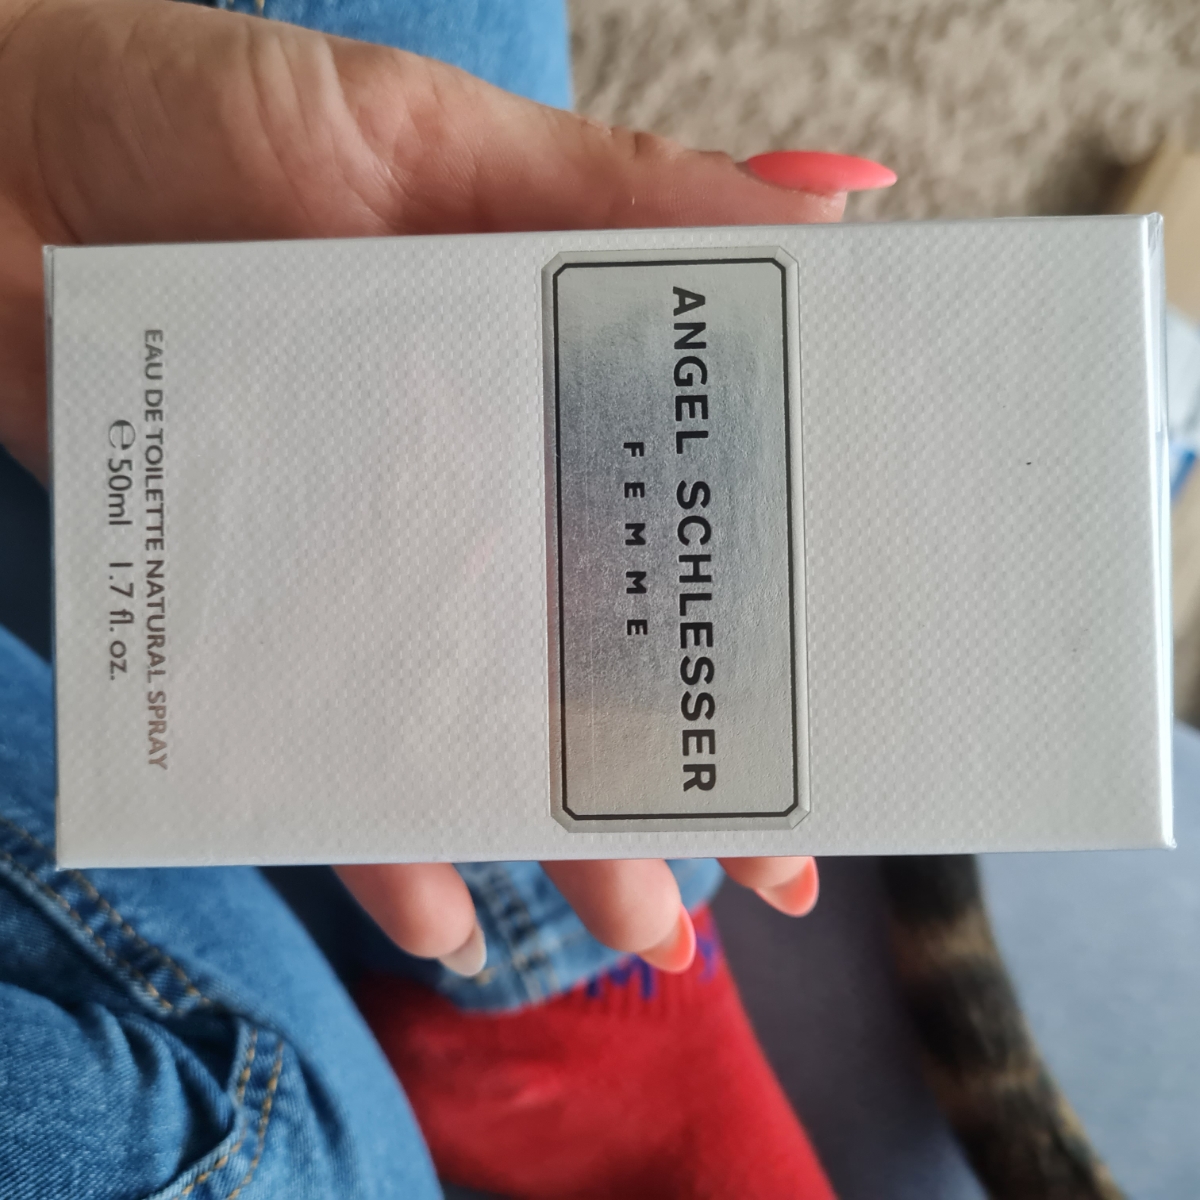 ANGEL SCHLESSER
FEMME
EAU DE TOILETTE NATURAL SPRAY
℮ 50ml 1.7 fl. oz.